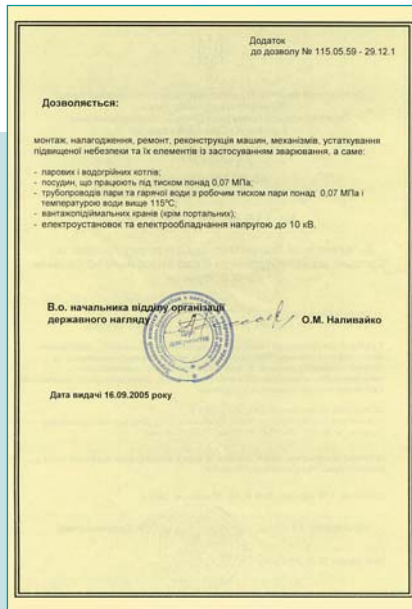 Додаток
до дозволу № 115.05.59 - 29.12.1
Дозволяється:
монтаж, налагодження, ремонт, реконструкція машин, механізмів, устаткування
підвищеної небезпеки та їх елементів із застосуванням зварювання, а саме:
- парових і водогрійних котлів;
- посудин, що працюють під тиском понад 0,07 МПа;
- трубопроводів пари та гарячої води з робочим тиском пари понад 0,07 МПа і
температурою води вище 115°С;
- вантажопідіймальних кранів (крім портальних);
- електроустановок та електрообладнання напругою до 10 кВ.
В.о. начальника відділу організації
державного нагляду
О.М. Наливайко
Дата видачі 16.09.2005 року